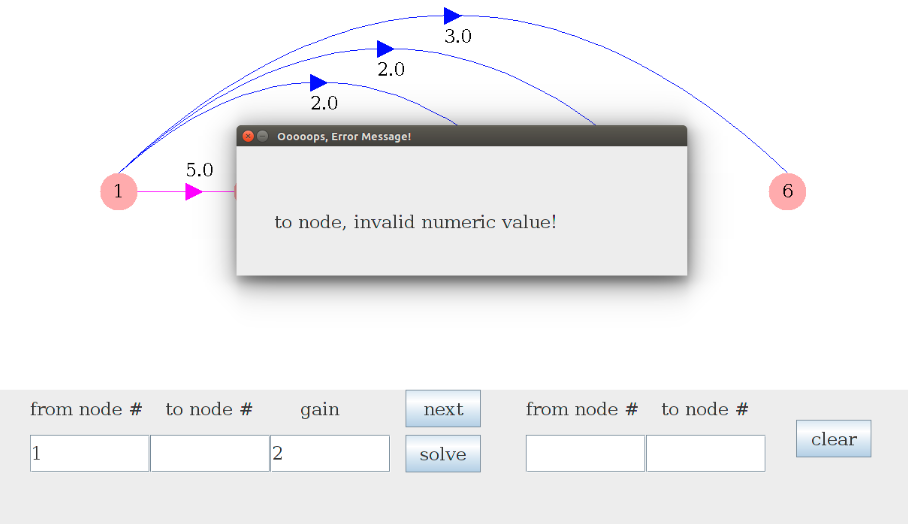 3.0
2.0
2.0
Ooooops, Error Message!
5.0
1
6
to node, invalid numeric value!
from node # to node # gain next from node # to node #
clear
1 2 solve